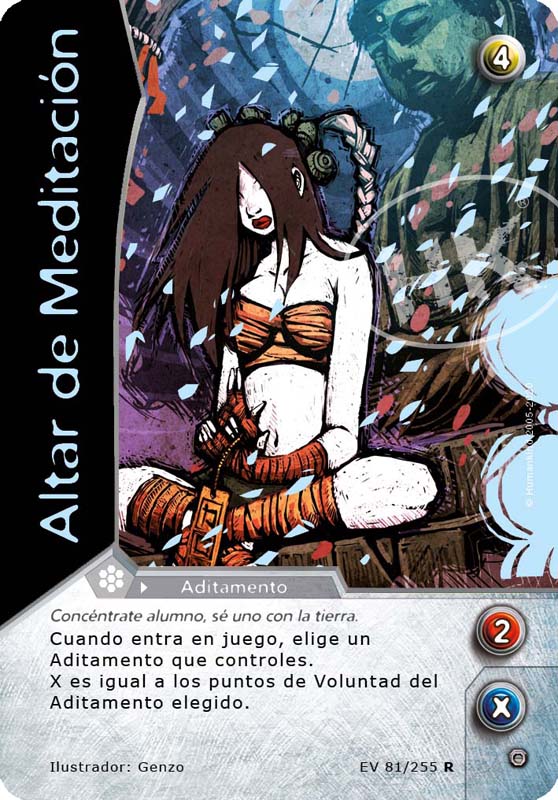 Altar de Meditación
4
Aditamento
Concéntrate alumno, sé uno con la tierra.
Cuando entra en juego, elige un
Aditamento que controles.
X es igual a los puntos de Voluntad del
Aditamento elegido.
2
X
Ilustrador: Genzo
EV 81/255 R